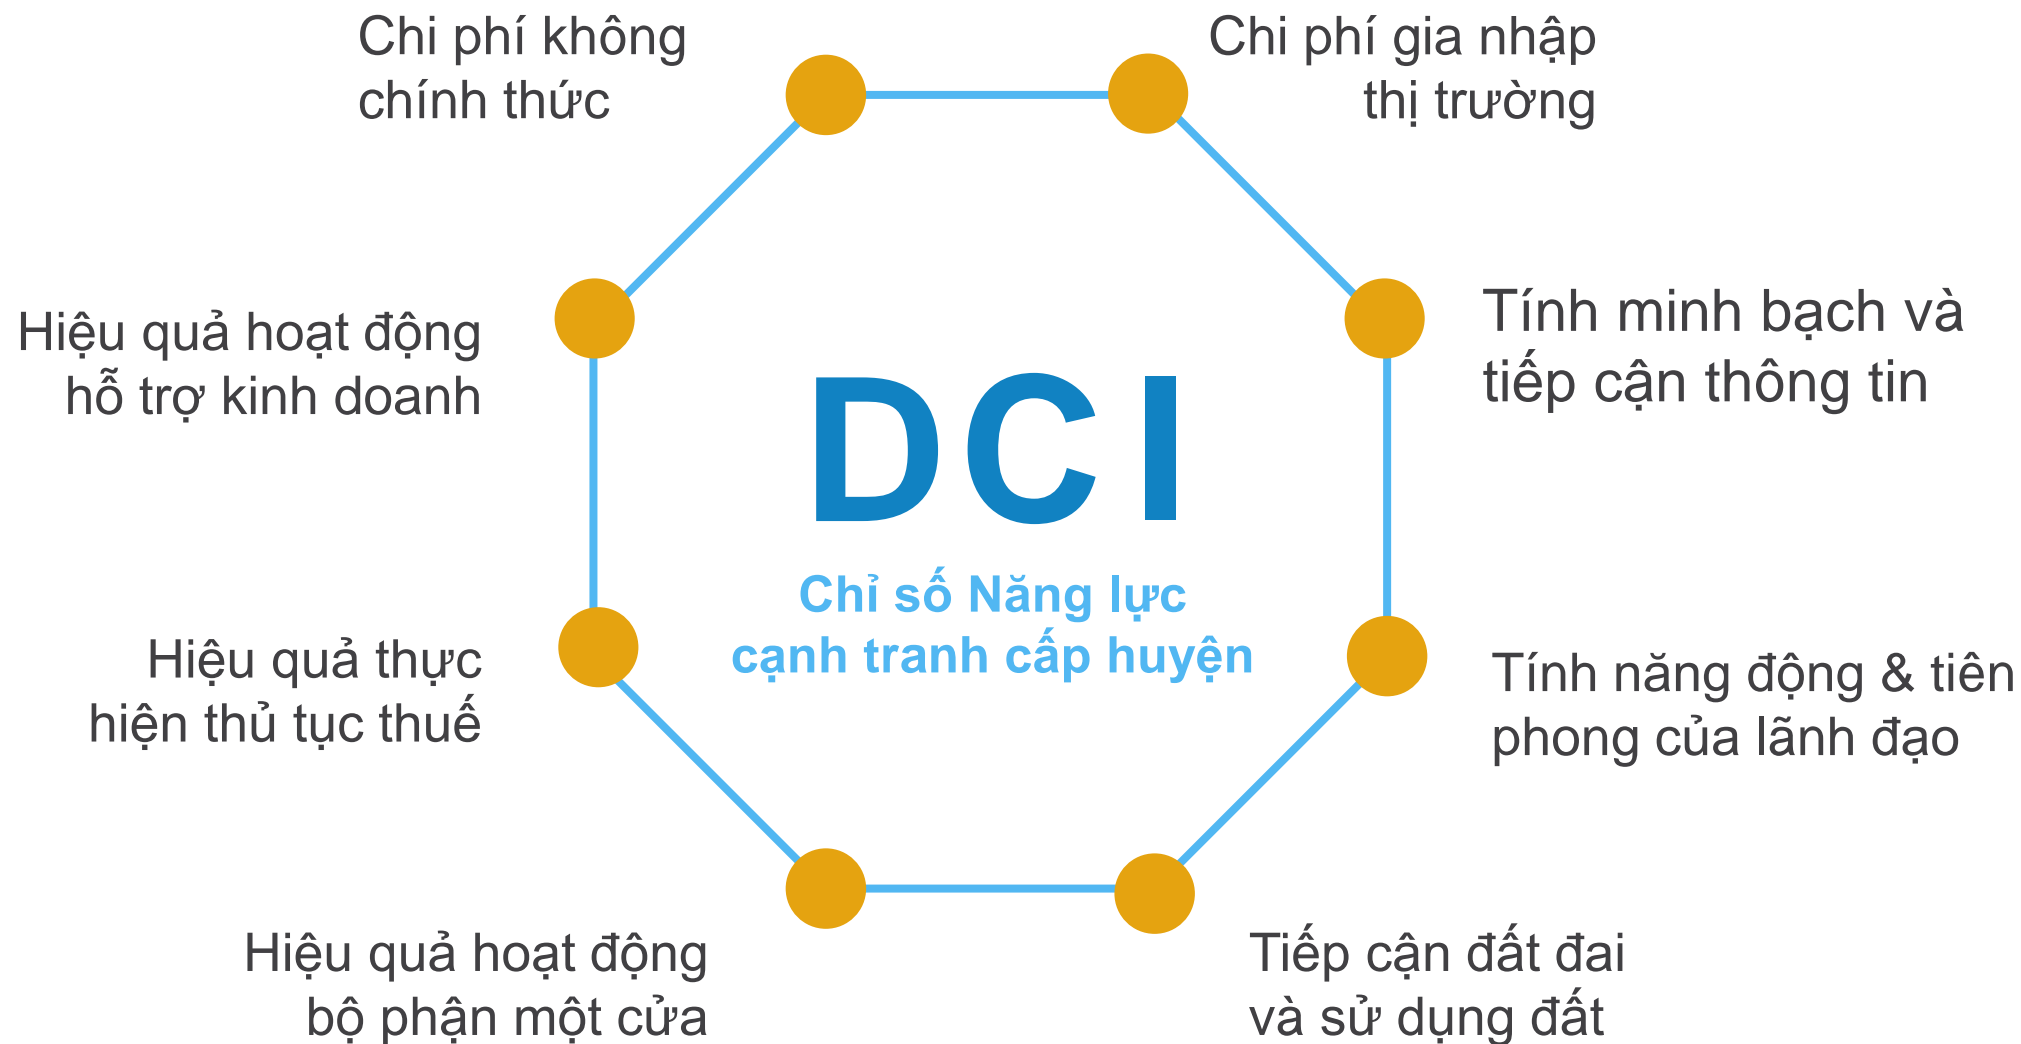 Chi phí không
chính thức
Chi phí gia nhập
thị trường
Hiệu quả hoạt động
hỗ trợ kinh doanh
Tính minh bạch và
tiếp cận thông tin
DCI
Chỉ số Năng lực
cạnh tranh cấp huyện
Hiệu quả thực
hiện thủ tục thuế
Tính năng động & tiên
phong của lãnh đạo
Hiệu quả hoạt động
bộ phận một cửa
Tiếp cận đất đai
và sử dụng đất